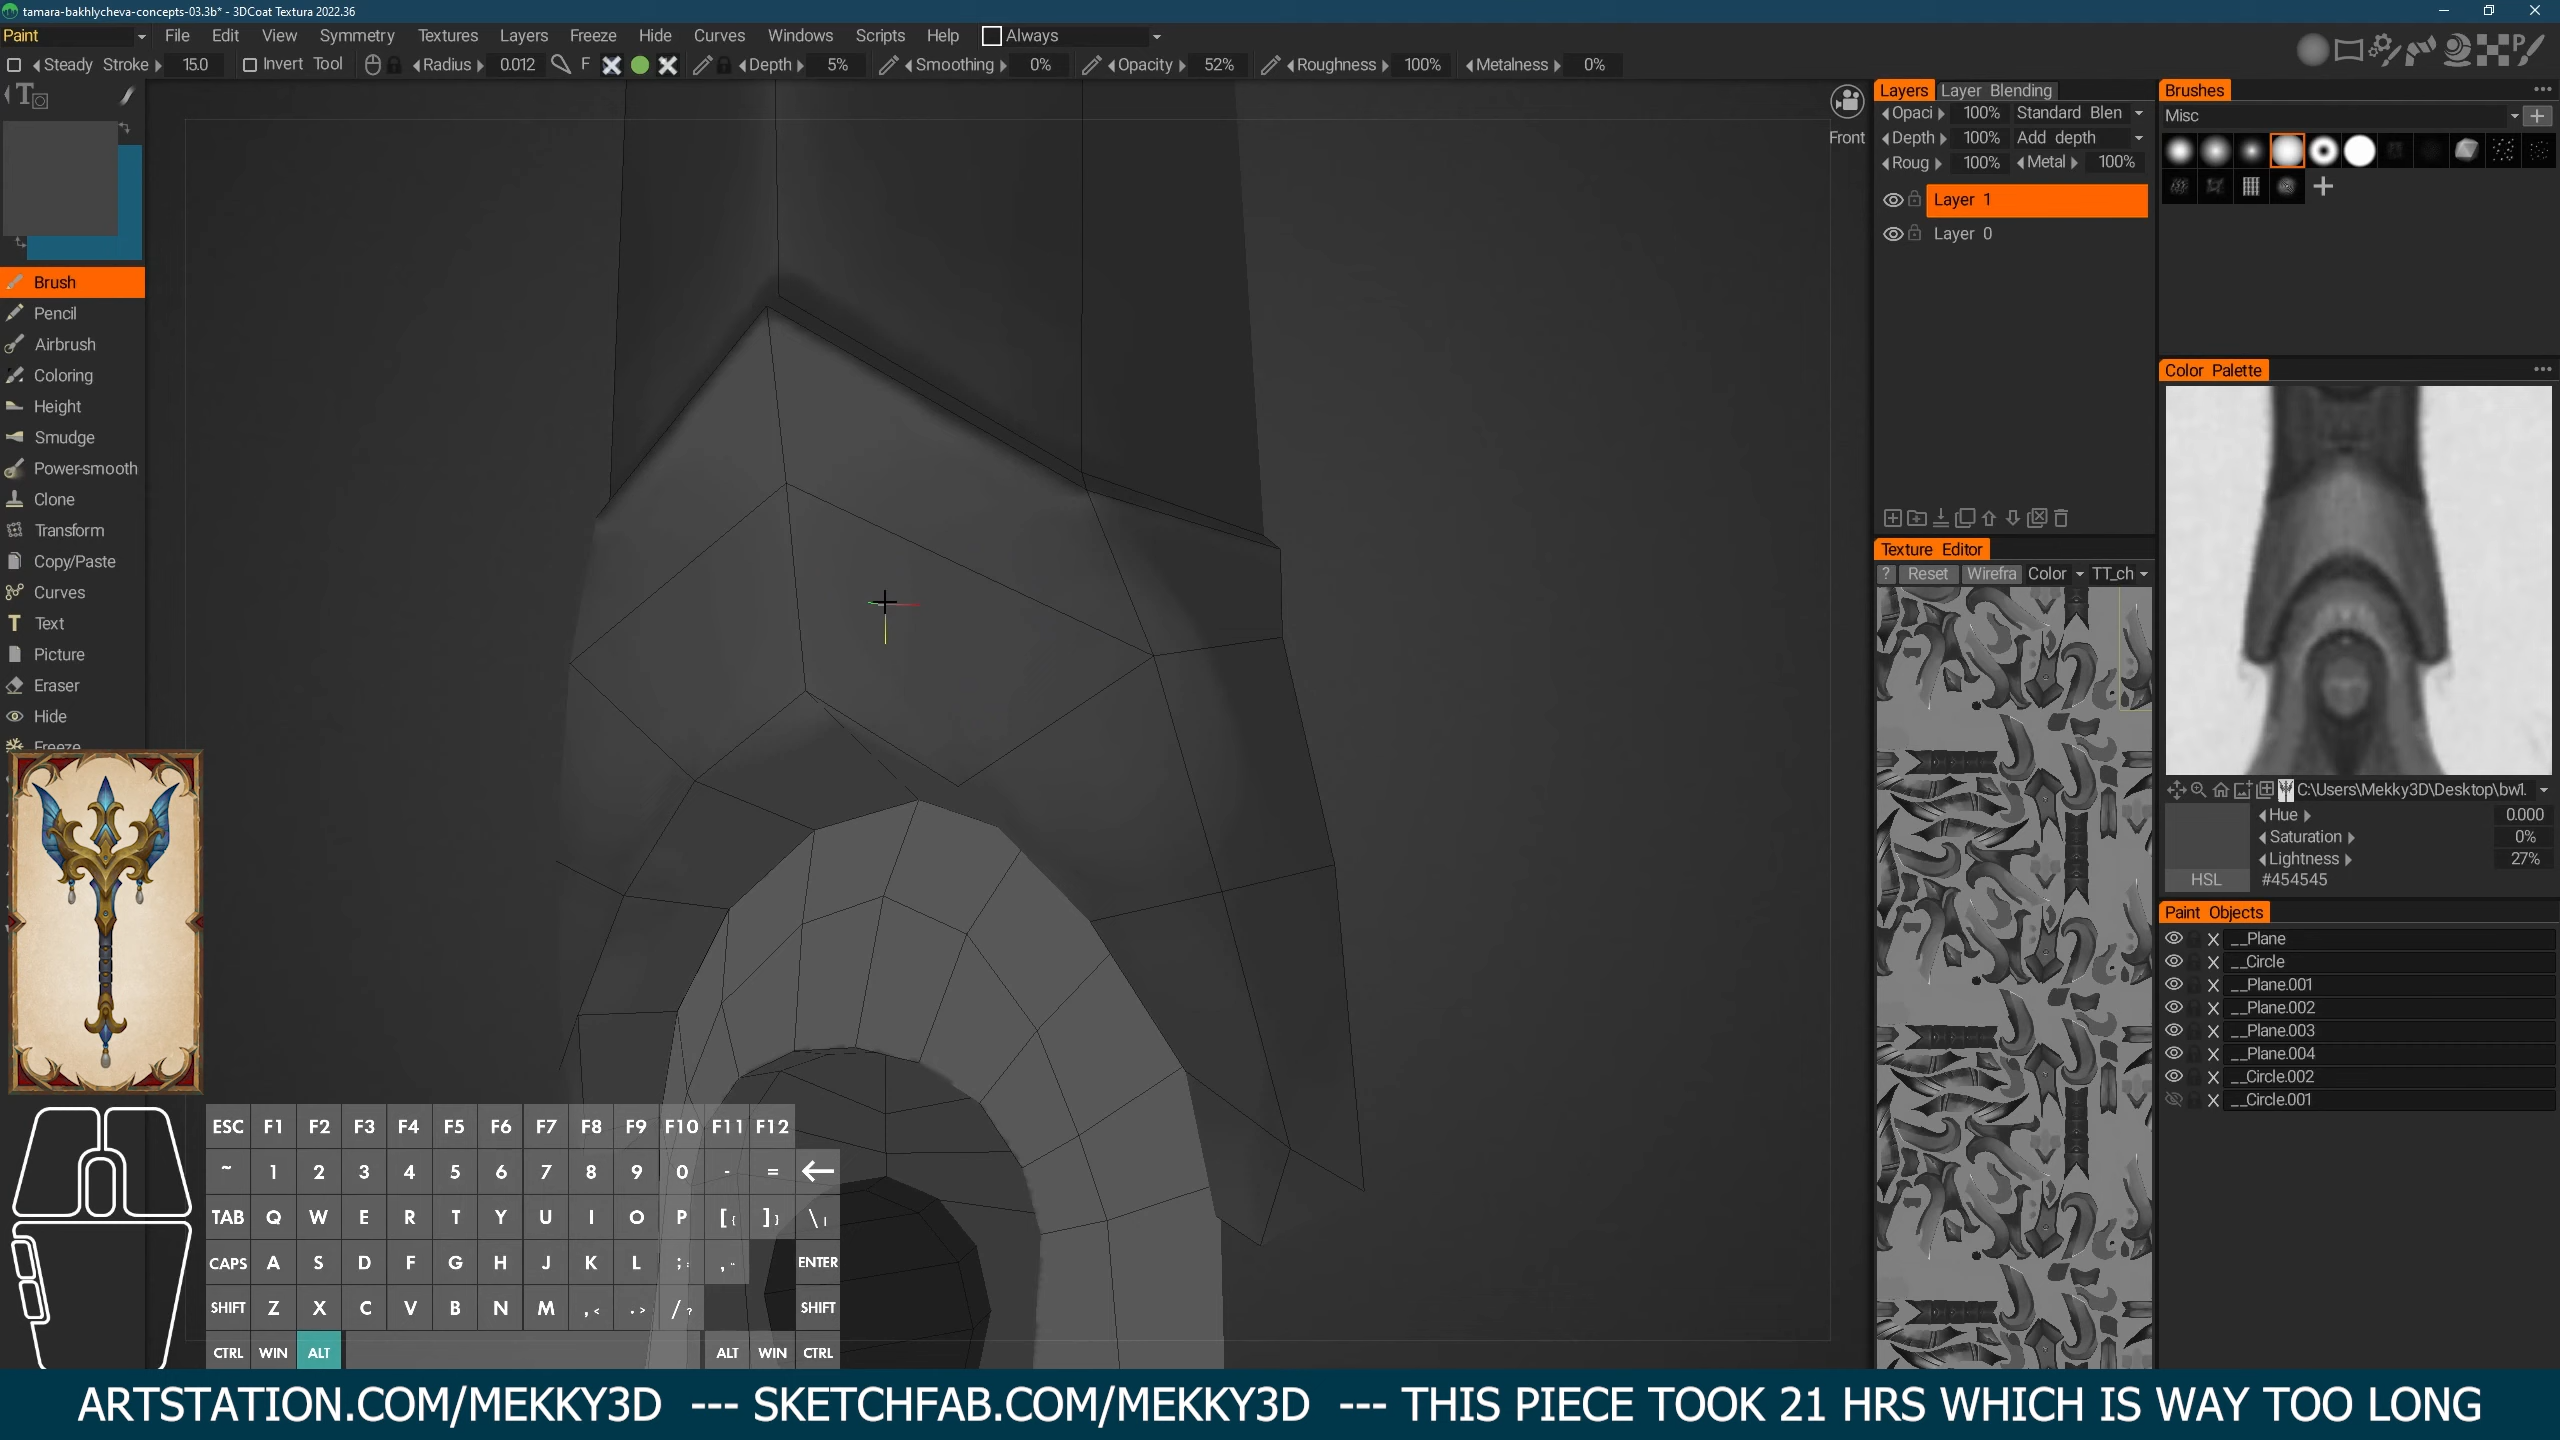 tamara-bakhlycheva-concepts-03.3b* - 3DCoat Textura 2022.36
Paint File Edit View Symmetry Textures Layers Freeze Hide Curves Windows Scripts Help Always
Steady Stroke 15.0 Invert Tool Radius 0.012 F Depth 5% Smoothing 0% Opacity 52% Roughness 100% Metalness 0%
Front
Brush
Pencil
Airbrush
Coloring
Height
Smudge
Power-smooth
Clone
Transform
Copy/Paste
Curves
Text
Picture
Eraser
Hide
Freeze
Layers Layer Blending
Opaci 100% Standard Blen
Depth 100% Add depth
Roug 100% Metal 100%
Layer 1
Layer 0
Texture Editor
? Reset Wirefra Color TT_ch
Brushes
Misc
Color Palette
C:\Users\Mekky3D\Desktop\bw1.
Hue 0.000
Saturation 0%
Lightness 27%
HSL #454545
Paint Objects
X __Plane
X __Circle
X __Plane.001
X __Plane.002
X __Plane.003
X __Plane.004
X __Circle.002
X __Circle.001
ESC F1 F2 F3 F4 F5 F6 F7 F8 F9 F10 F11 F12
~ 1 2 3 4 5 6 7 8 9 0 - =
TAB Q W E R T Y U I O P [{ ]} \|
CAPS A S D F G H J K L ;: ," ENTER
SHIFT Z X C V B N M ,< .> /? SHIFT
CTRL WIN ALT ALT WIN CTRL
ARTSTATION.COM/MEKKY3D --- SKETCHFAB.COM/MEKKY3D --- THIS PIECE TOOK 21 HRS WHICH IS WAY TOO LONG